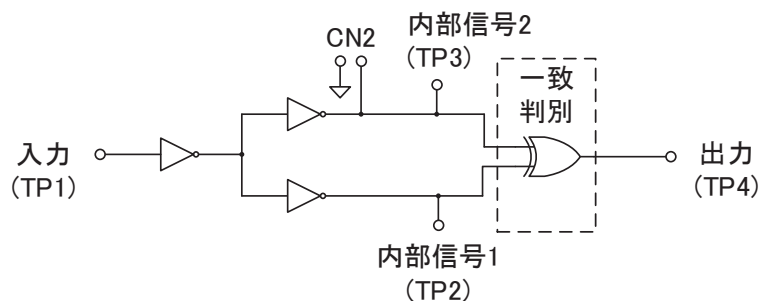 CN2
内部信号2
(TP3)
一致
判別
入力
(TP1)
出力
(TP4)
内部信号1
(TP2)